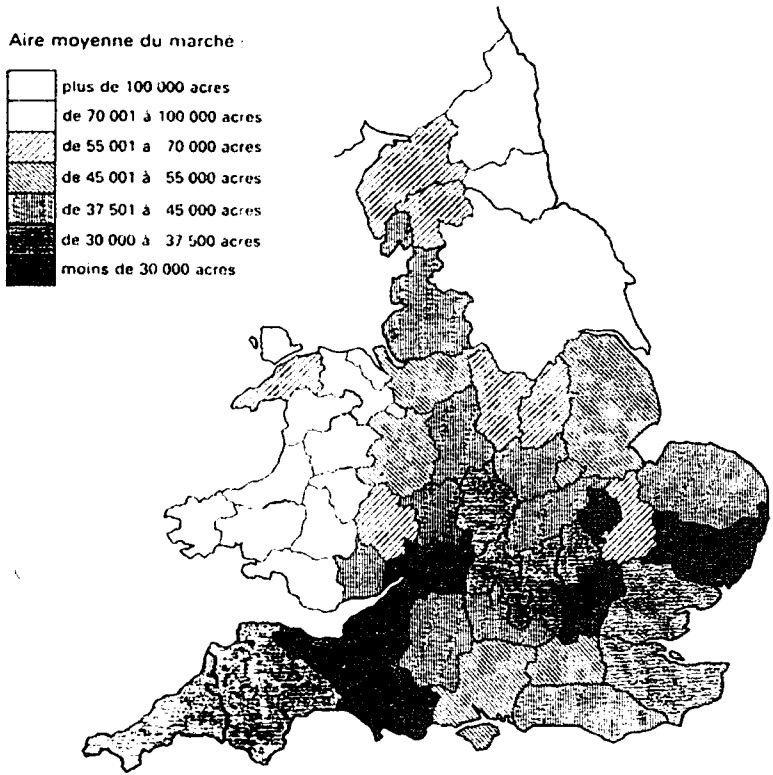 Aire moyenne du marché :
plus de 100 000 acres
de 70 001 à 100 000 acres
de 55 001 a 70 000 acres
de 45 001 à 55 000 acres
de 37 501 à 45 000 acres
de 30 000 à 37 500 acres
moins de 30 000 acres